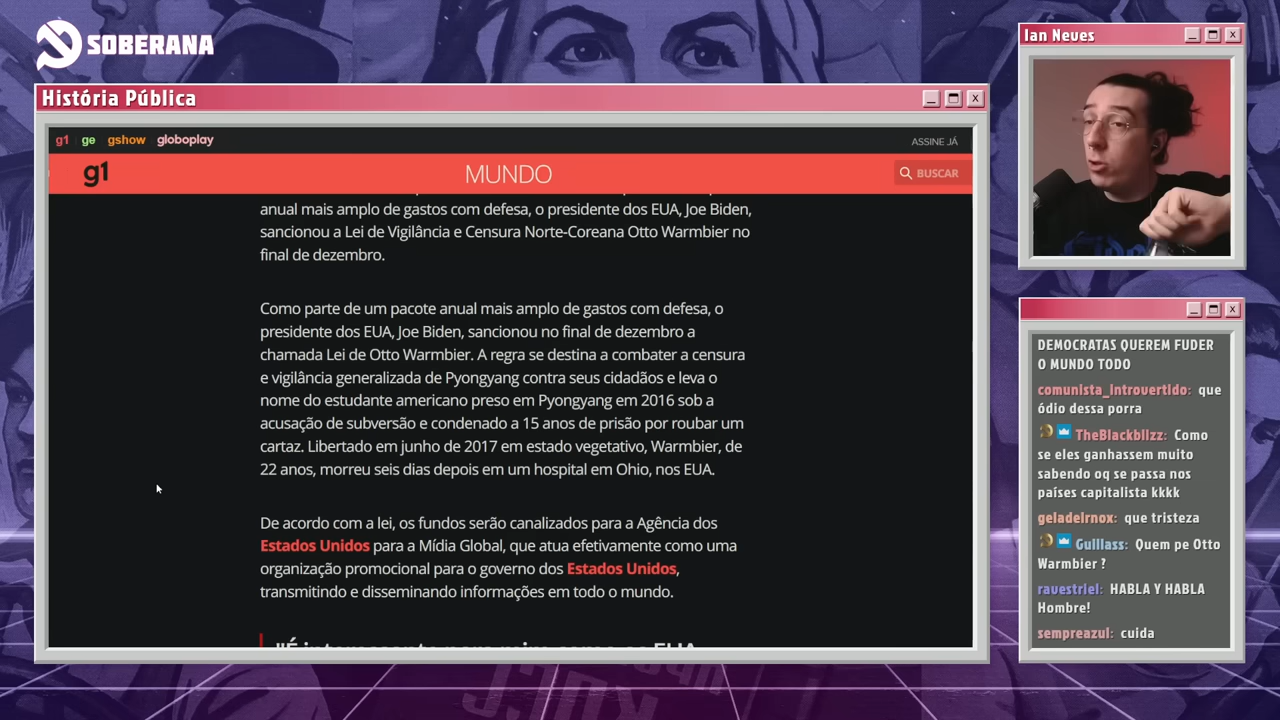 SOBERANA
História Pública
g1 ge gshow globoplay
ASSINE JÁ
g1
MUNDO
BUSCAR
anual mais amplo de gastos com defesa, o presidente dos EUA, Joe Biden,
sancionou a Lei de Vigilância e Censura Norte-Coreana Otto Warmbier no
final de dezembro.
Como parte de um pacote anual mais amplo de gastos com defesa, o
presidente dos EUA, Joe Biden, sancionou no final de dezembro a
chamada Lei de Otto Warmbier. A regra se destina a combater a censura
e vigilância generalizada de Pyongyang contra seus cidadãos e leva o
nome do estudante americano preso em Pyongyang em 2016 sob a
acusação de subversão e condenado a 15 anos de prisão por roubar um
cartaz. Libertado em junho de 2017 em estado vegetativo, Warmbier, de
22 anos, morreu seis dias depois em um hospital em Ohio, nos EUA.
De acordo com a lei, os fundos serão canalizados para a Agência dos
Estados Unidos para a Mídia Global, que atua efetivamente como uma
organização promocional para o governo dos Estados Unidos,
transmitindo e disseminando informações em todo o mundo.
"É interessante para mim como os EUA
Ian Neves
DEMOCRATAS QUEREM FUDER
O MUNDO TODO
comunista_introvertido: que
ódio dessa porra
TheBlackblizz: Como
se eles ganhassem muito
sabendo oq se passa nos
países capitalista kkkk
geladeirnox: que tristeza
Gulllass: Quem pe Otto
Warmbier ?
ravestriel: HABLA Y HABLA
Hombre!
sempreazul: cuida